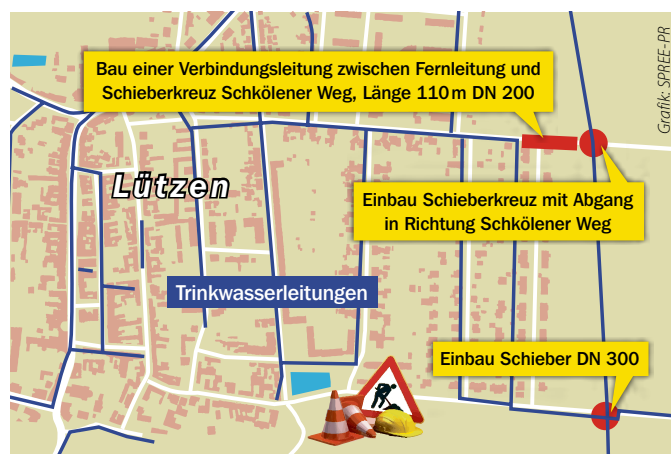 Bau einer Verbindungsleitung zwischen Fernleitung und
Schieberkreuz Schkölener Weg, Länge 110 m DN 200
Grafik: SPREE-PR
Lützen
Einbau Schieberkreuz mit Abgang
in Richtung Schkölener Weg
Trinkwasserleitungen
Einbau Schieber DN 300